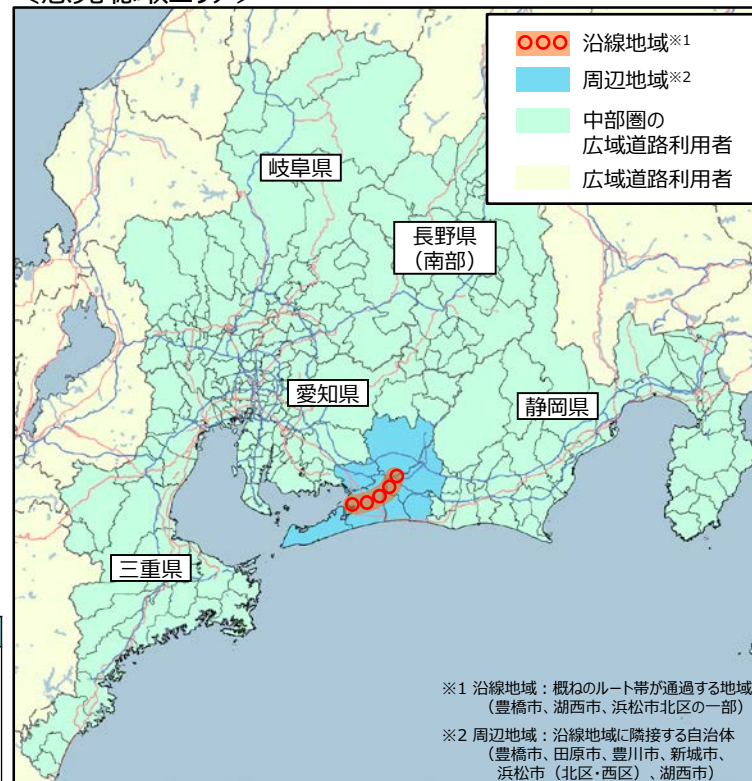 沿線地域※1
周辺地域※2
中部圏の
広域道路利用者
広域道路利用者
岐阜県
長野県
（南部）
愛知県
静岡県
三重県
※1 沿線地域：概ねのルート帯が通過する地域
（豊橋市、湖西市、浜松市北区の一部）
※2 周辺地域：沿線地域に隣接する自治体
（豊橋市、田原市、豊川市、新城市、
浜松市（北区・西区）、湖西市）